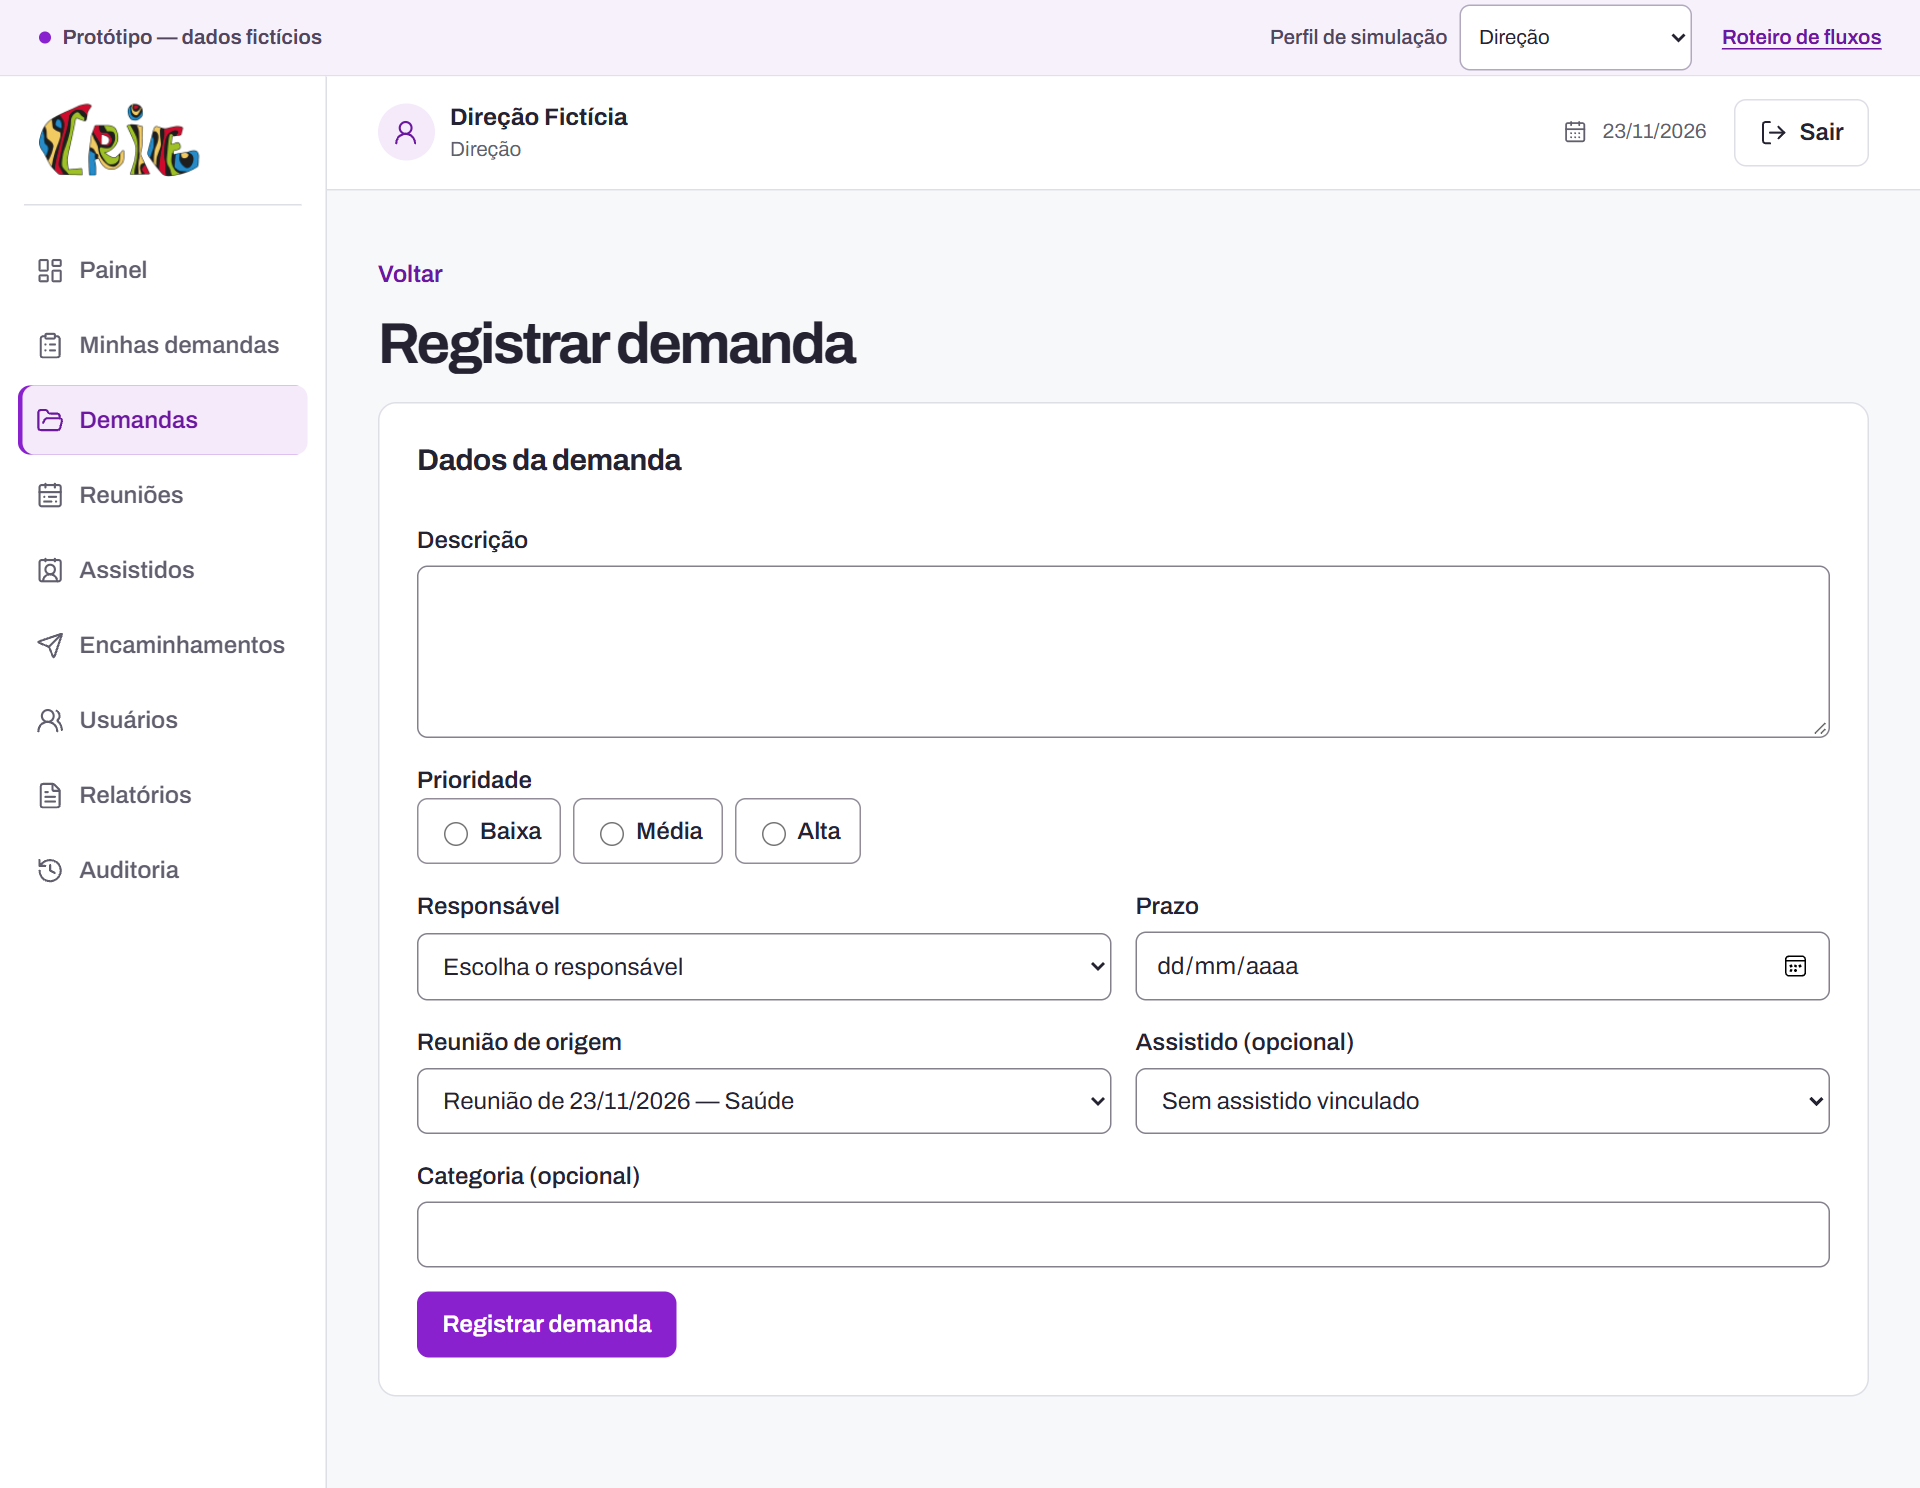 Protótipo — dados fictícios
Perfil de simulação
Direção
Roteiro de fluxos
CRIE
Direção Fictícia
Direção
23/11/2026
Sair
Painel
Minhas demandas
Demandas
Reuniões
Assistidos
Encaminhamentos
Usuários
Relatórios
Auditoria
Voltar
Registrar demanda
Dados da demanda
Descrição
Prioridade
Baixa
Média
Alta
Responsável
Prazo
Escolha o responsável
dd/mm/aaaa
Reunião de origem
Assistido (opcional)
Reunião de 23/11/2026 — Saúde
Sem assistido vinculado
Categoria (opcional)
Registrar demanda